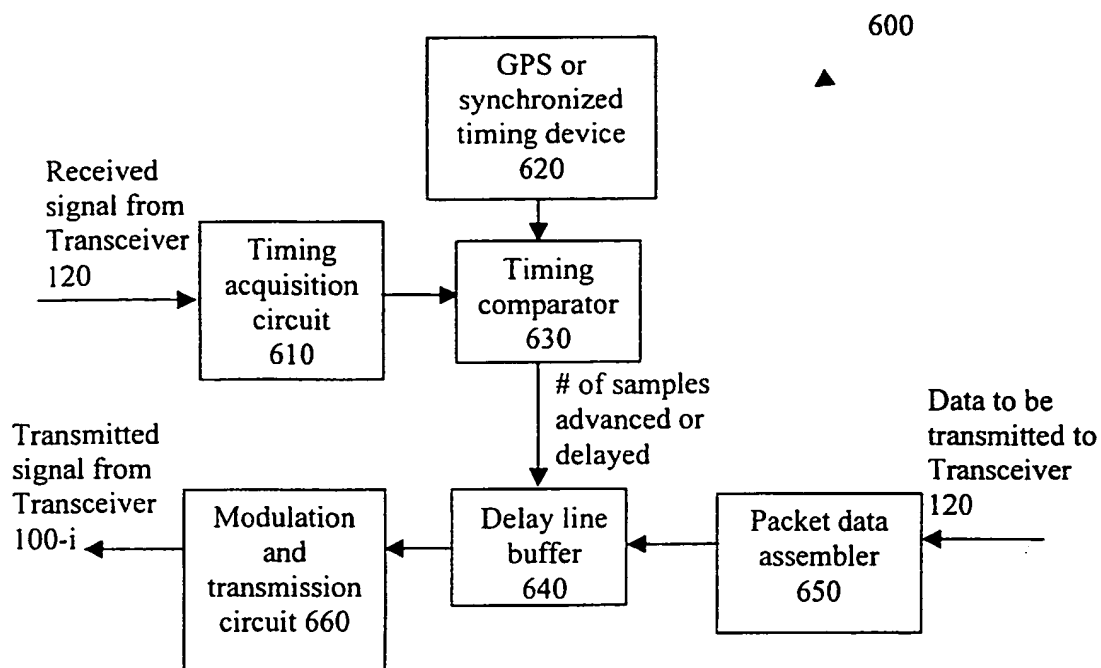 600
GPS or
synchronized
timing device
620
Received
signal from
Transceiver
120
Timing
acquisition
circuit
610
Timing
comparator
630
# of samples
advanced or
delayed
Data to be
transmitted to
Transceiver
120
Transmitted
signal from
Transceiver
100-i
Modulation
and
transmission
circuit 660
Delay line
buffer
640
Packet data
assembler
650